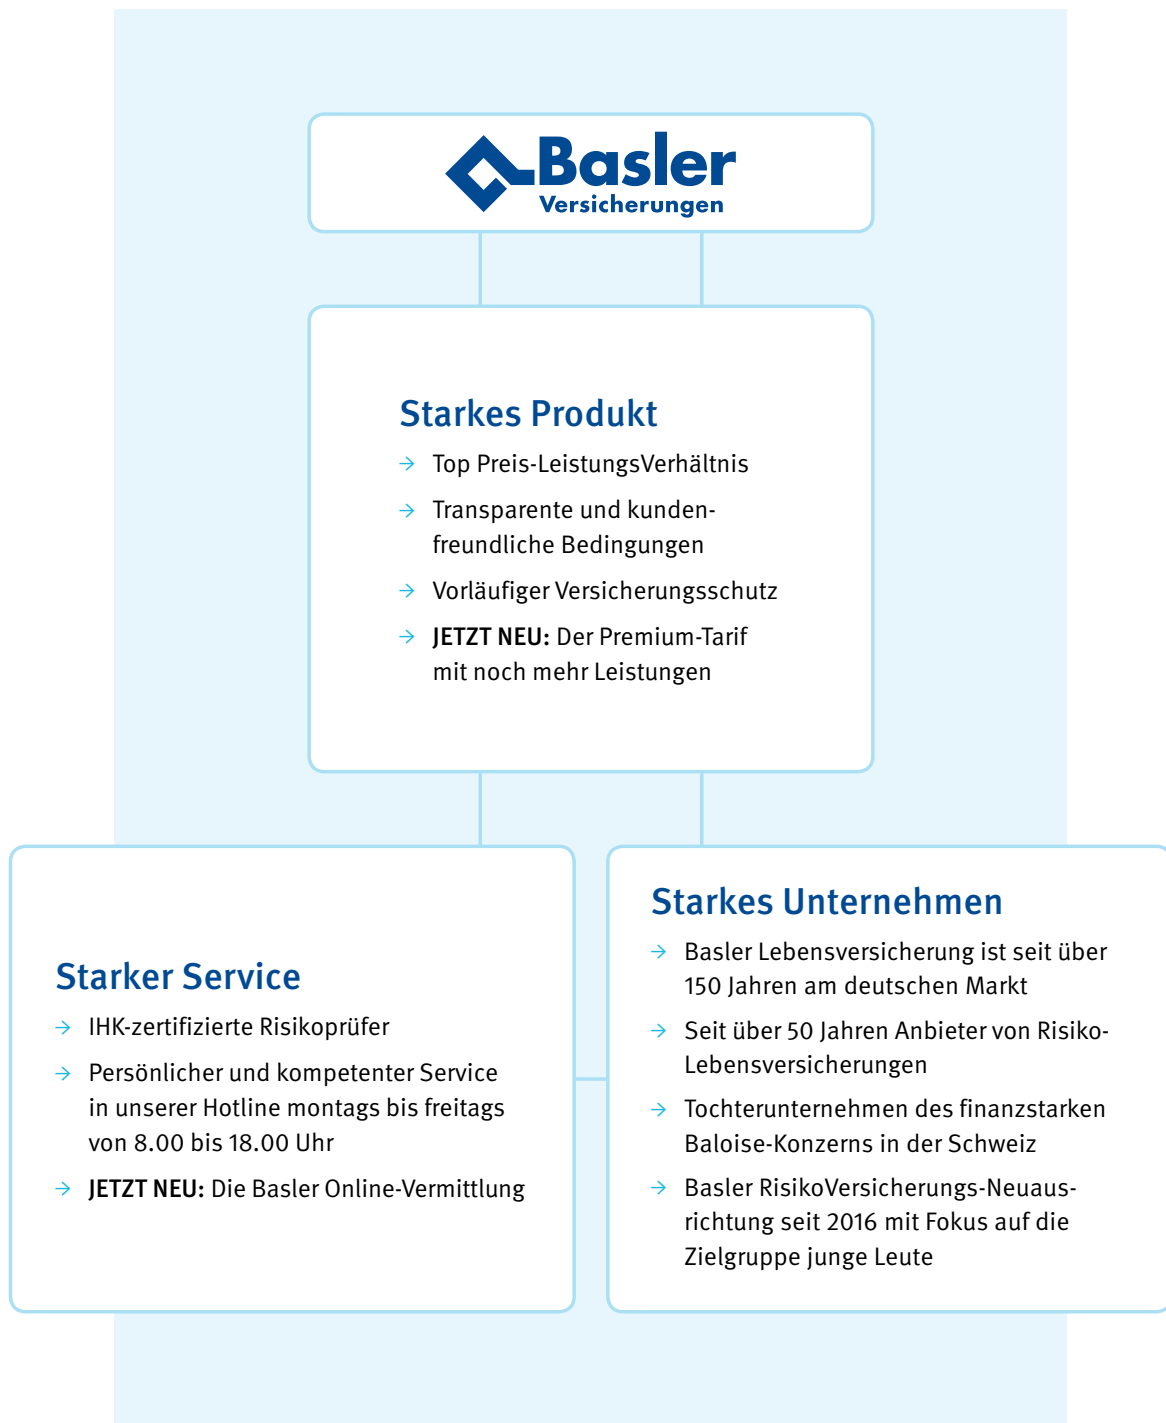 Basler
Versicherungen
Starkes Produkt
→ Top Preis-LeistungsVerhältnis
→ Transparente und kunden-
freundliche Bedingungen
→ Vorläufiger Versicherungsschutz
→ JETZT NEU: Der Premium-Tarif
mit noch mehr Leistungen
Starker Service
→ IHK-zertifizierte Risikoprüfer
→ Persönlicher und kompetenter Service
in unserer Hotline montags bis freitags
von 8.00 bis 18.00 Uhr
→ JETZT NEU: Die Basler Online-Vermittlung
Starkes Unternehmen
→ Basler Lebensversicherung ist seit über
150 Jahren am deutschen Markt
→ Seit über 50 Jahren Anbieter von Risiko-
Lebensversicherungen
→ Tochterunternehmen des finanzstarken
Baloise-Konzerns in der Schweiz
→ Basler RisikoVersicherungs-Neuaus-
richtung seit 2016 mit Fokus auf die
Zielgruppe junge Leute